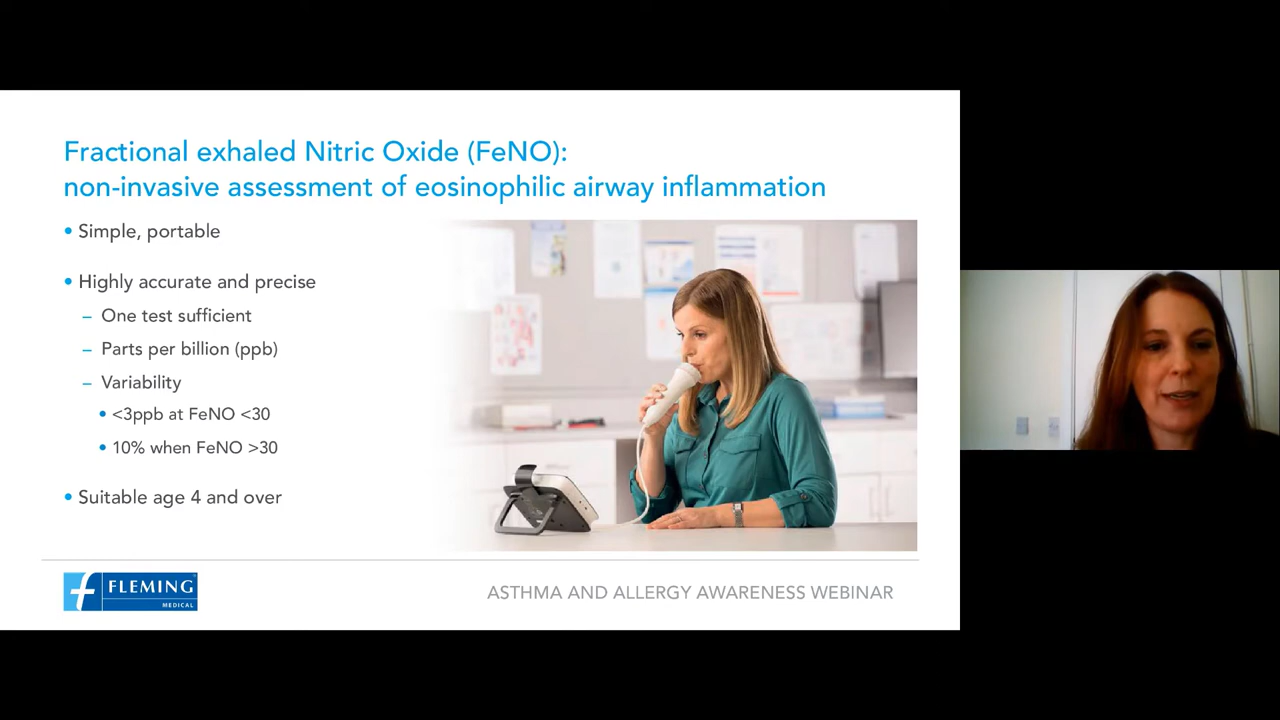 Fractional exhaled Nitric Oxide (FeNO):
non-invasive assessment of eosinophilic airway inflammation
• Simple, portable
• Highly accurate and precise
– One test sufficient
– Parts per billion (ppb)
– Variability
• <3ppb at FeNO <30
• 10% when FeNO >30
• Suitable age 4 and over
FLEMING
MEDICAL
ASTHMA AND ALLERGY AWARENESS WEBINAR